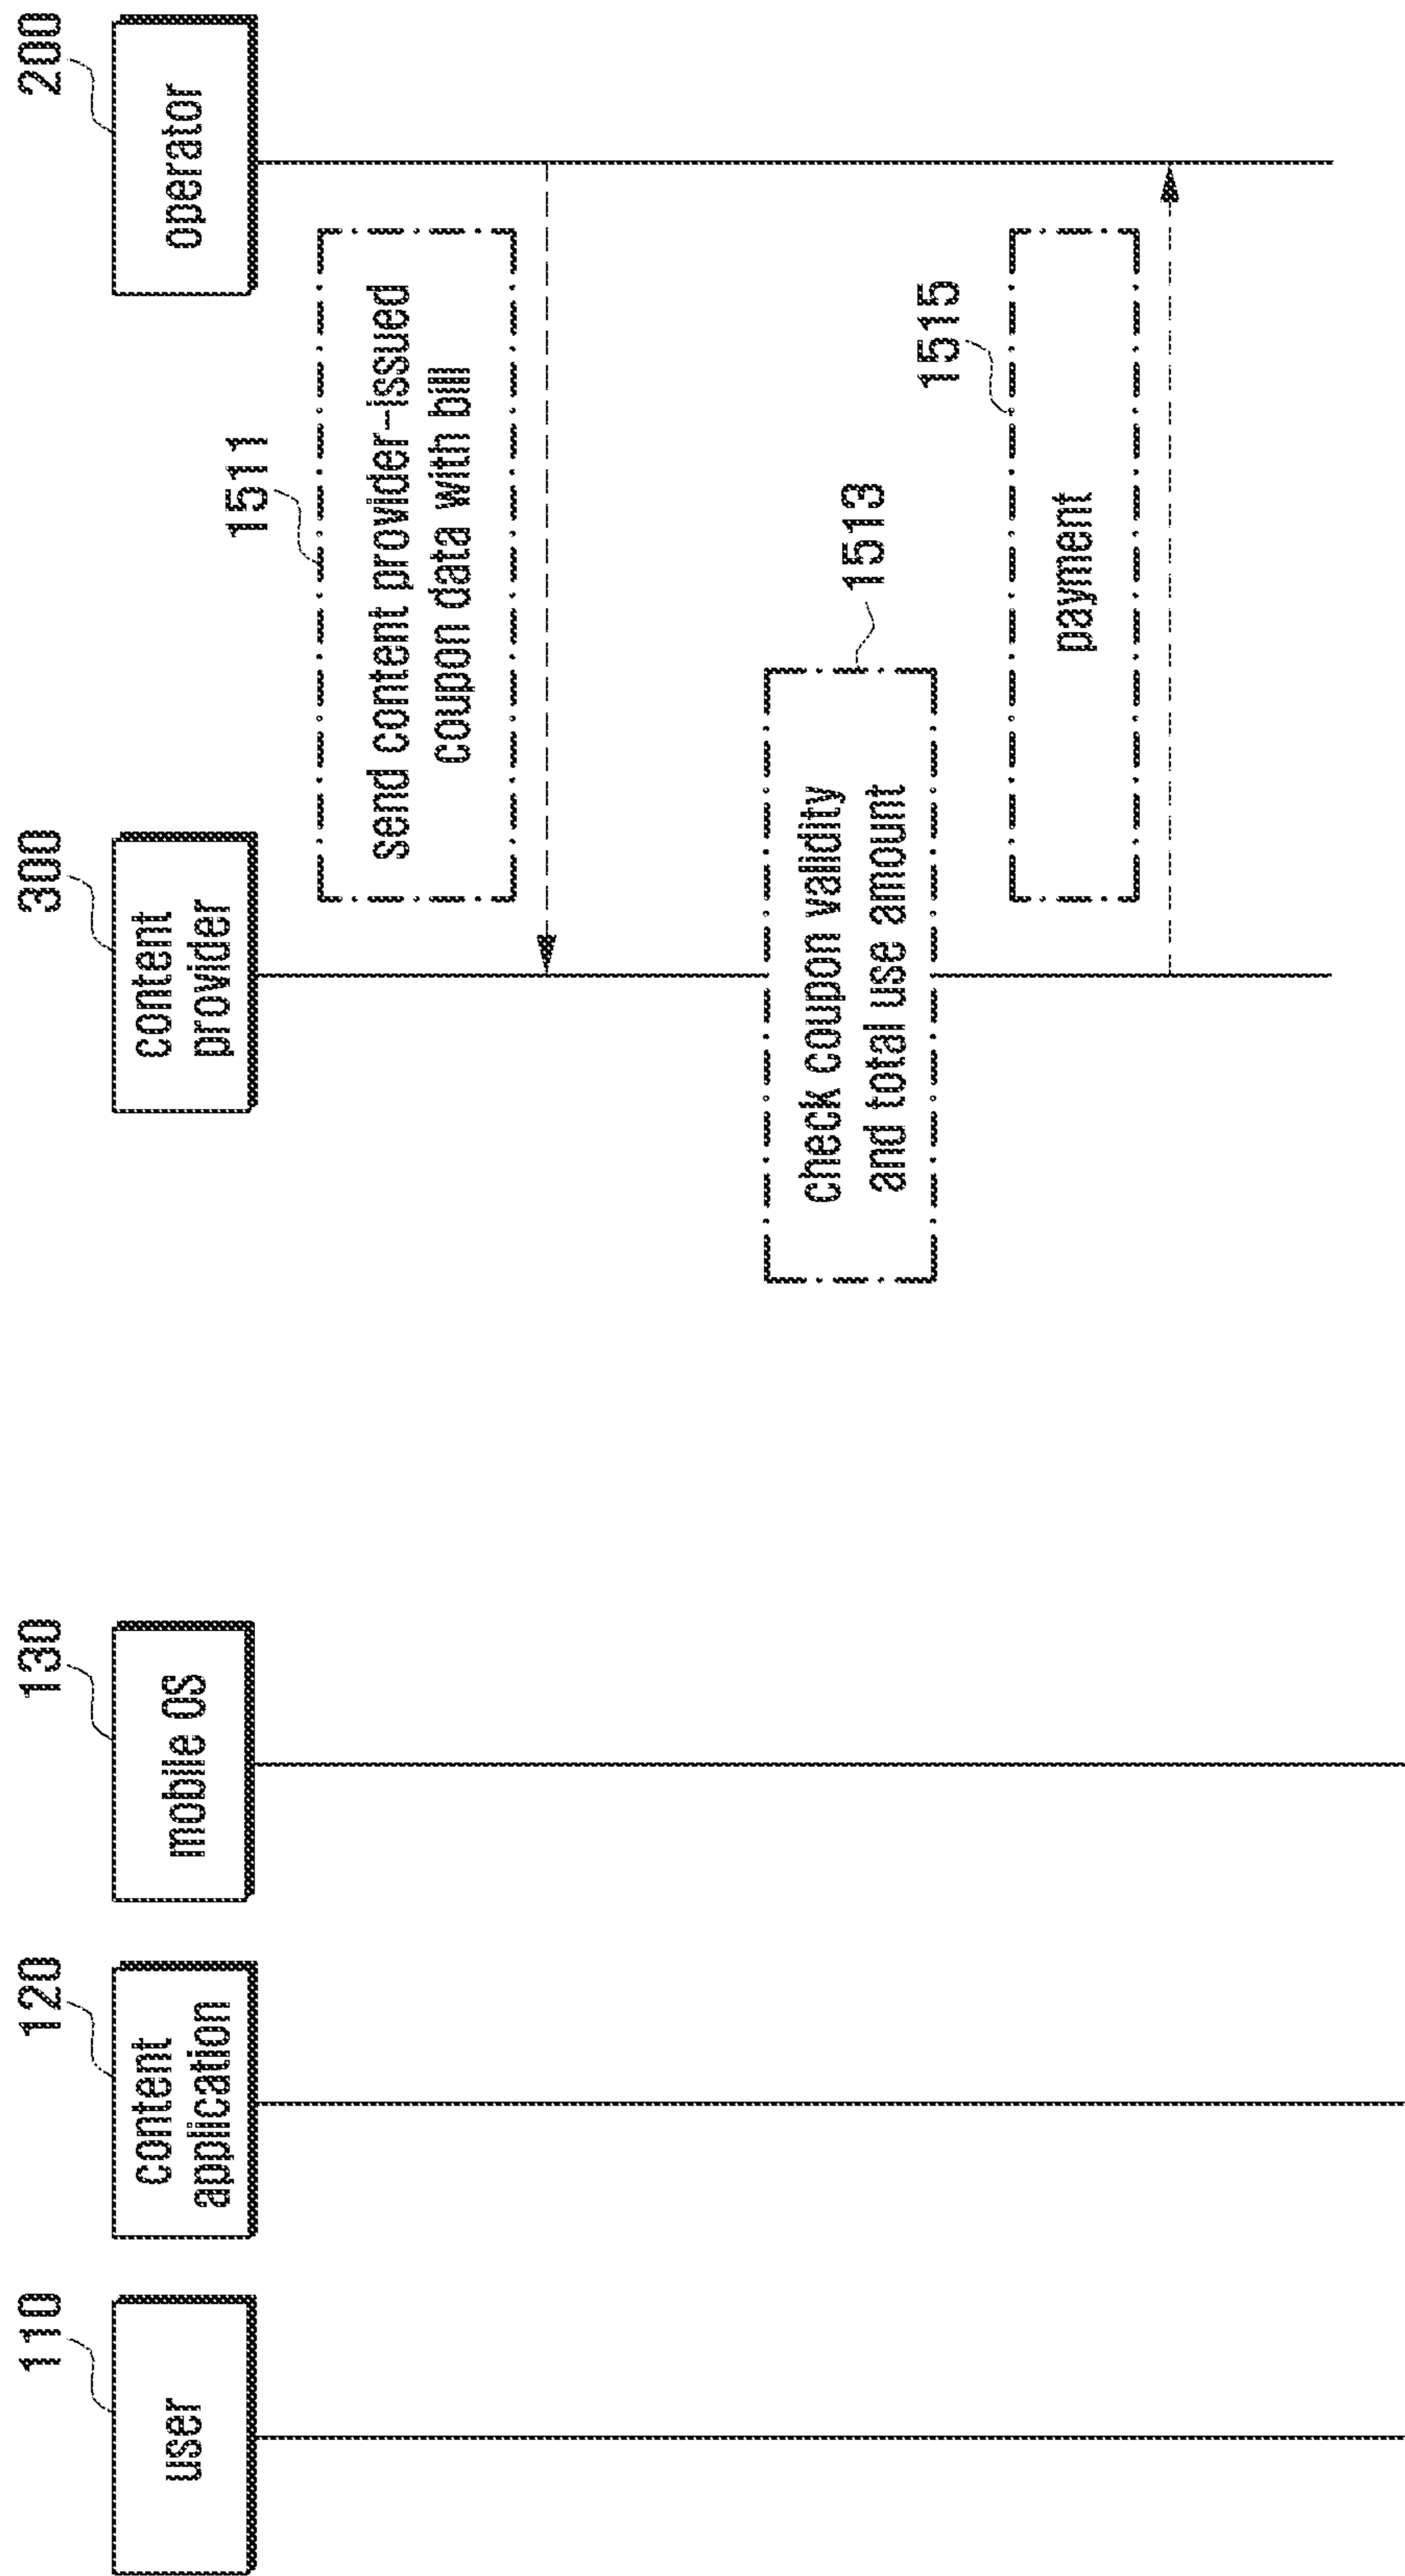 110
120
130
300
200
user
content
application
mobile OS
content
provider
operator
1511
send content provider-issued
coupon data with bill
1513
check coupon validity
and total use amount
1515
payment